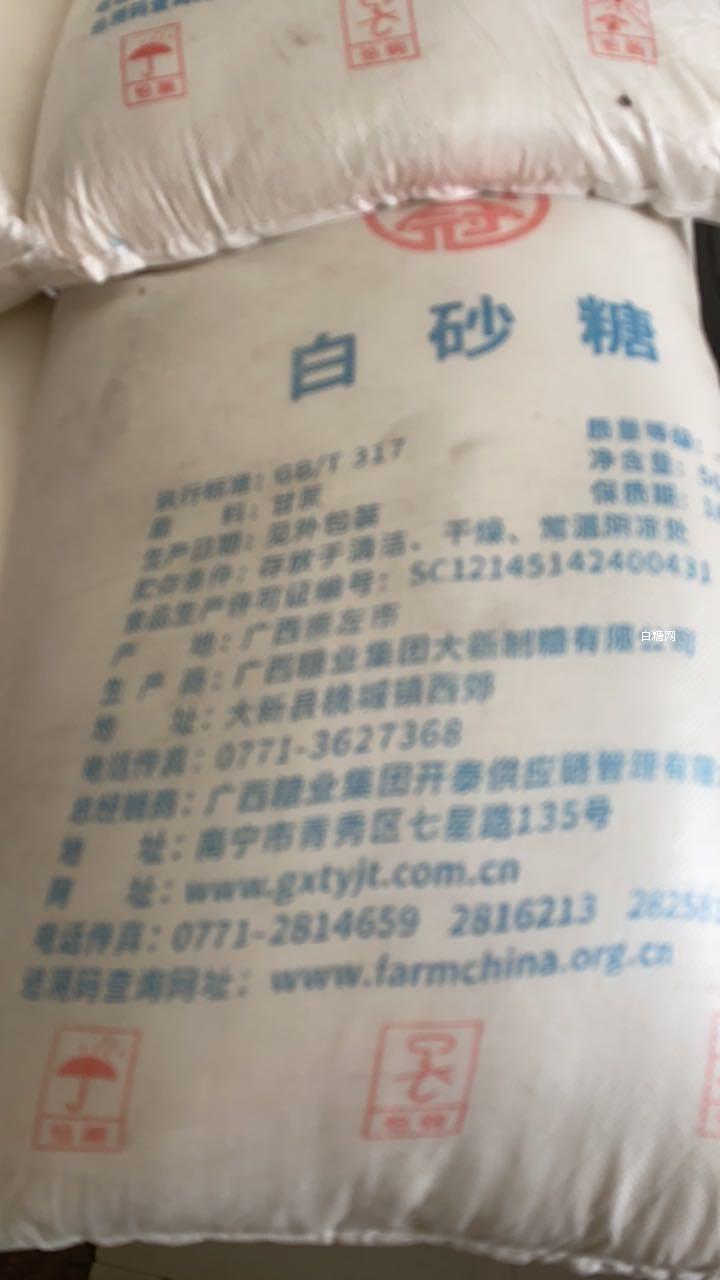 白砂糖
质量等级：
执行标准：GB/T 317
净含量：
原 料：甘蔗
保质期：
生产日期：见外包装
贮存条件：存放于清洁、干燥、常温阴凉处
食品生产许可证编号：SC12145142400431
产 地：广西崇左市
生 产 商：广西糖业集团大新制糖有限公司
白糖网
地 址：大新县桃城镇西郊
电话传真：0771-3627368
总经销商：广西糖业集团开泰供应链管理有限
地 址：南宁市青秀区七星路135号
网 址：www.gxtyjt.com.cn
电话传真：0771-2814659 2816213
追溯码查询网址：www.farmchina.org.cn
怕湿